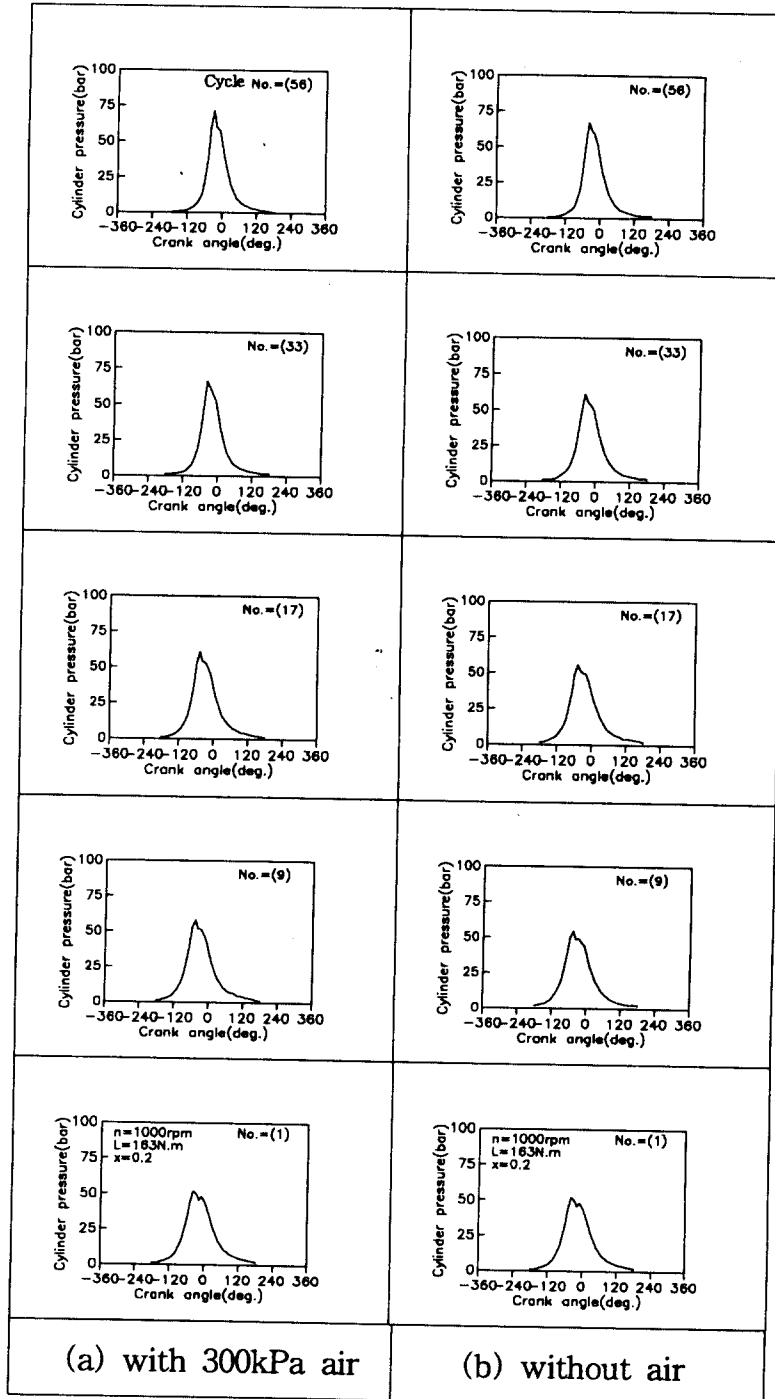 Cylinder pressure(bar)
100
75
50
25
0
Cycle No.=(56)
-360-240-120 0 120 240 360
Crank angle(deg.)
Cylinder pressure(bar)
100
75
50
25
0
No.=(56)
-360-240-120 0 120 240 360
Crank angle(deg.)
Cylinder pressure(bar)
100
75
50
25
0
No.=(33)
-360-240-120 0 120 240 360
Crank angle(deg.)
Cylinder pressure(bar)
100
75
50
25
0
No.=(33)
-360-240-120 0 120 240 360
Crank angle(deg.)
Cylinder pressure(bar)
100
75
50
25
0
No.=(17)
-360-240-120 0 120 240 360
Crank angle(deg.)
Cylinder pressure(bar)
100
75
50
25
0
No.=(17)
-360-240-120 0 120 240 360
Crank angle(deg.)
Cylinder pressure(bar)
100
75
50
25
0
No.=(9)
-360-240-120 0 120 240 360
Crank angle(deg.)
Cylinder pressure(bar)
100
75
50
25
0
No.=(9)
-360-240-120 0 120 240 360
Crank angle(deg.)
Cylinder pressure(bar)
100
75
50
25
0
n=1000rpm No.=(1)
L=163N.m
x=0.2
-360-240-120 0 120 240 360
Crank angle(deg.)
Cylinder pressure(bar)
100
75
50
25
0
n=1000rpm No.=(1)
L=163N.m
x=0.2
-360-240-120 0 120 240 360
Crank angle(deg.)
(a) with 300kPa air
(b) without air